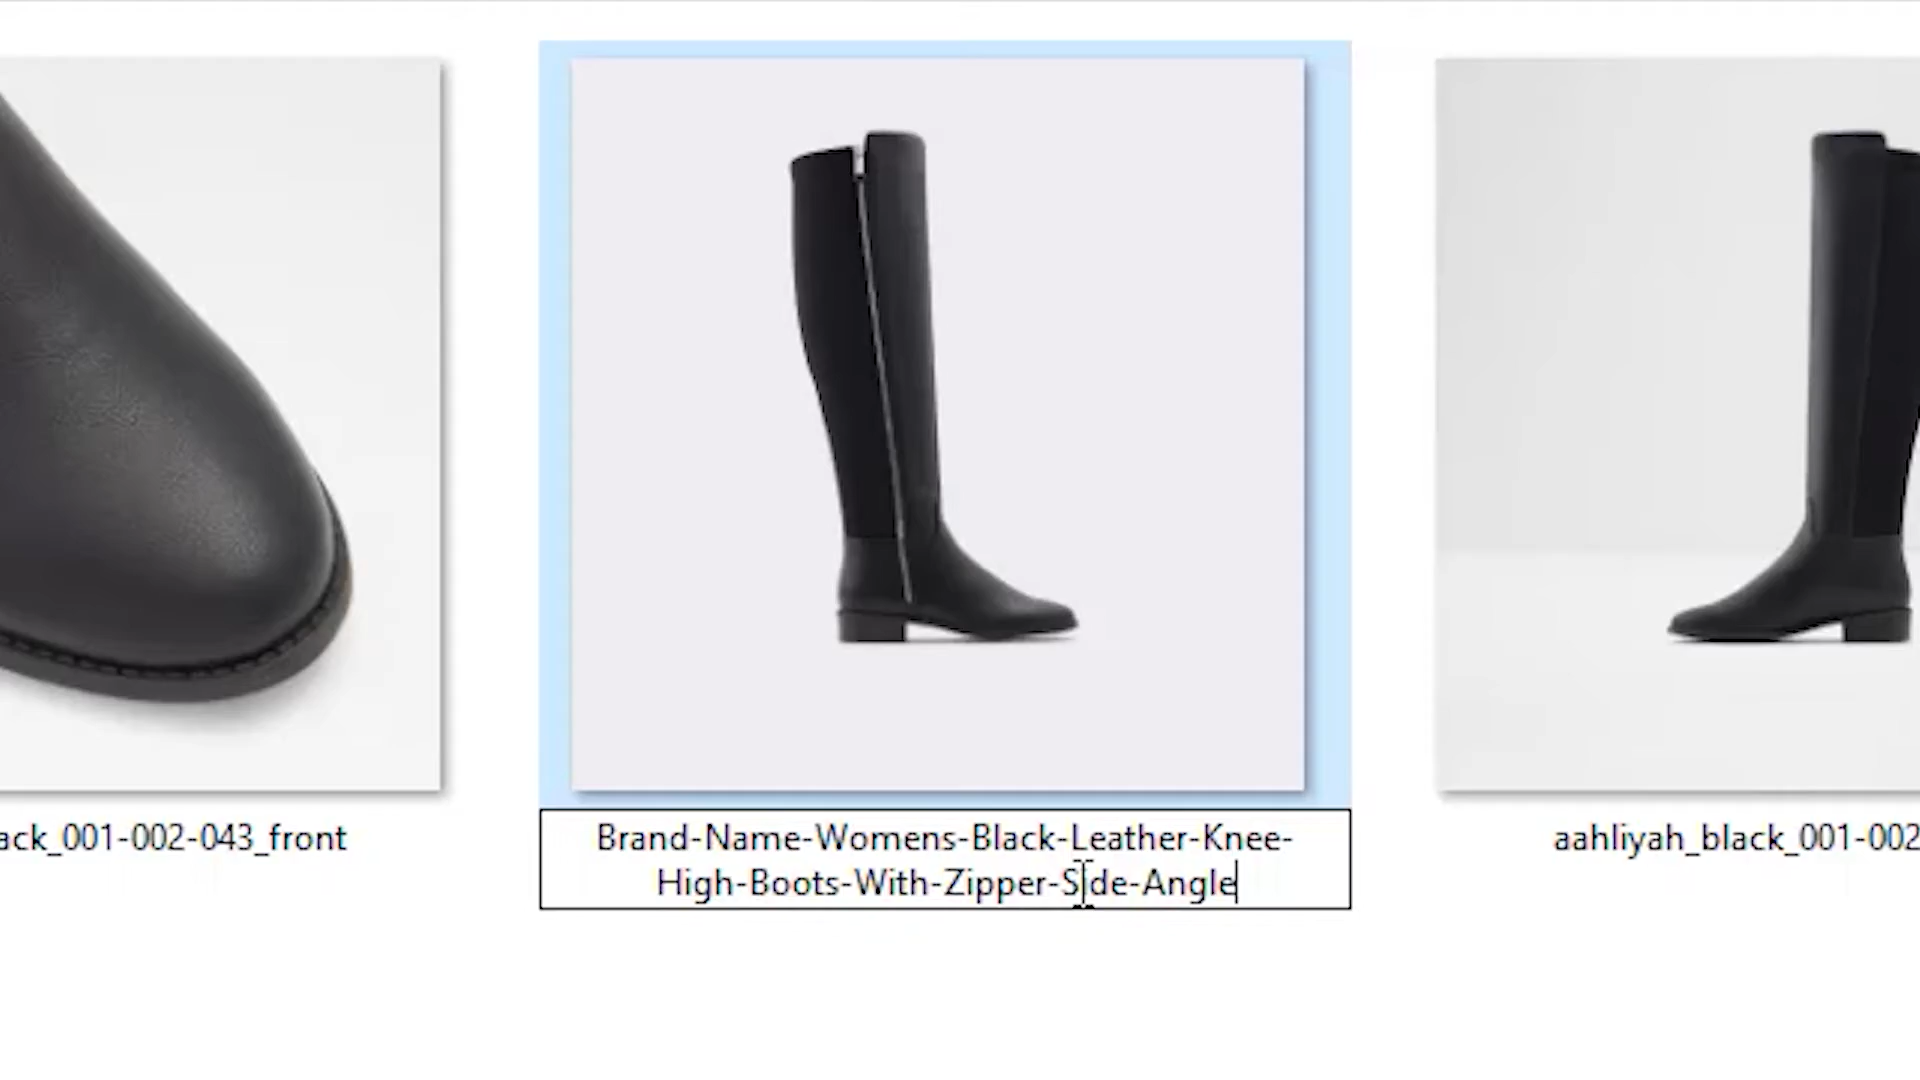 ack_001-002-043_front
Brand-Name-Womens-Black-Leather-Knee-
High-Boots-With-Zipper-Side-Angle
aahliyah_black_001-002